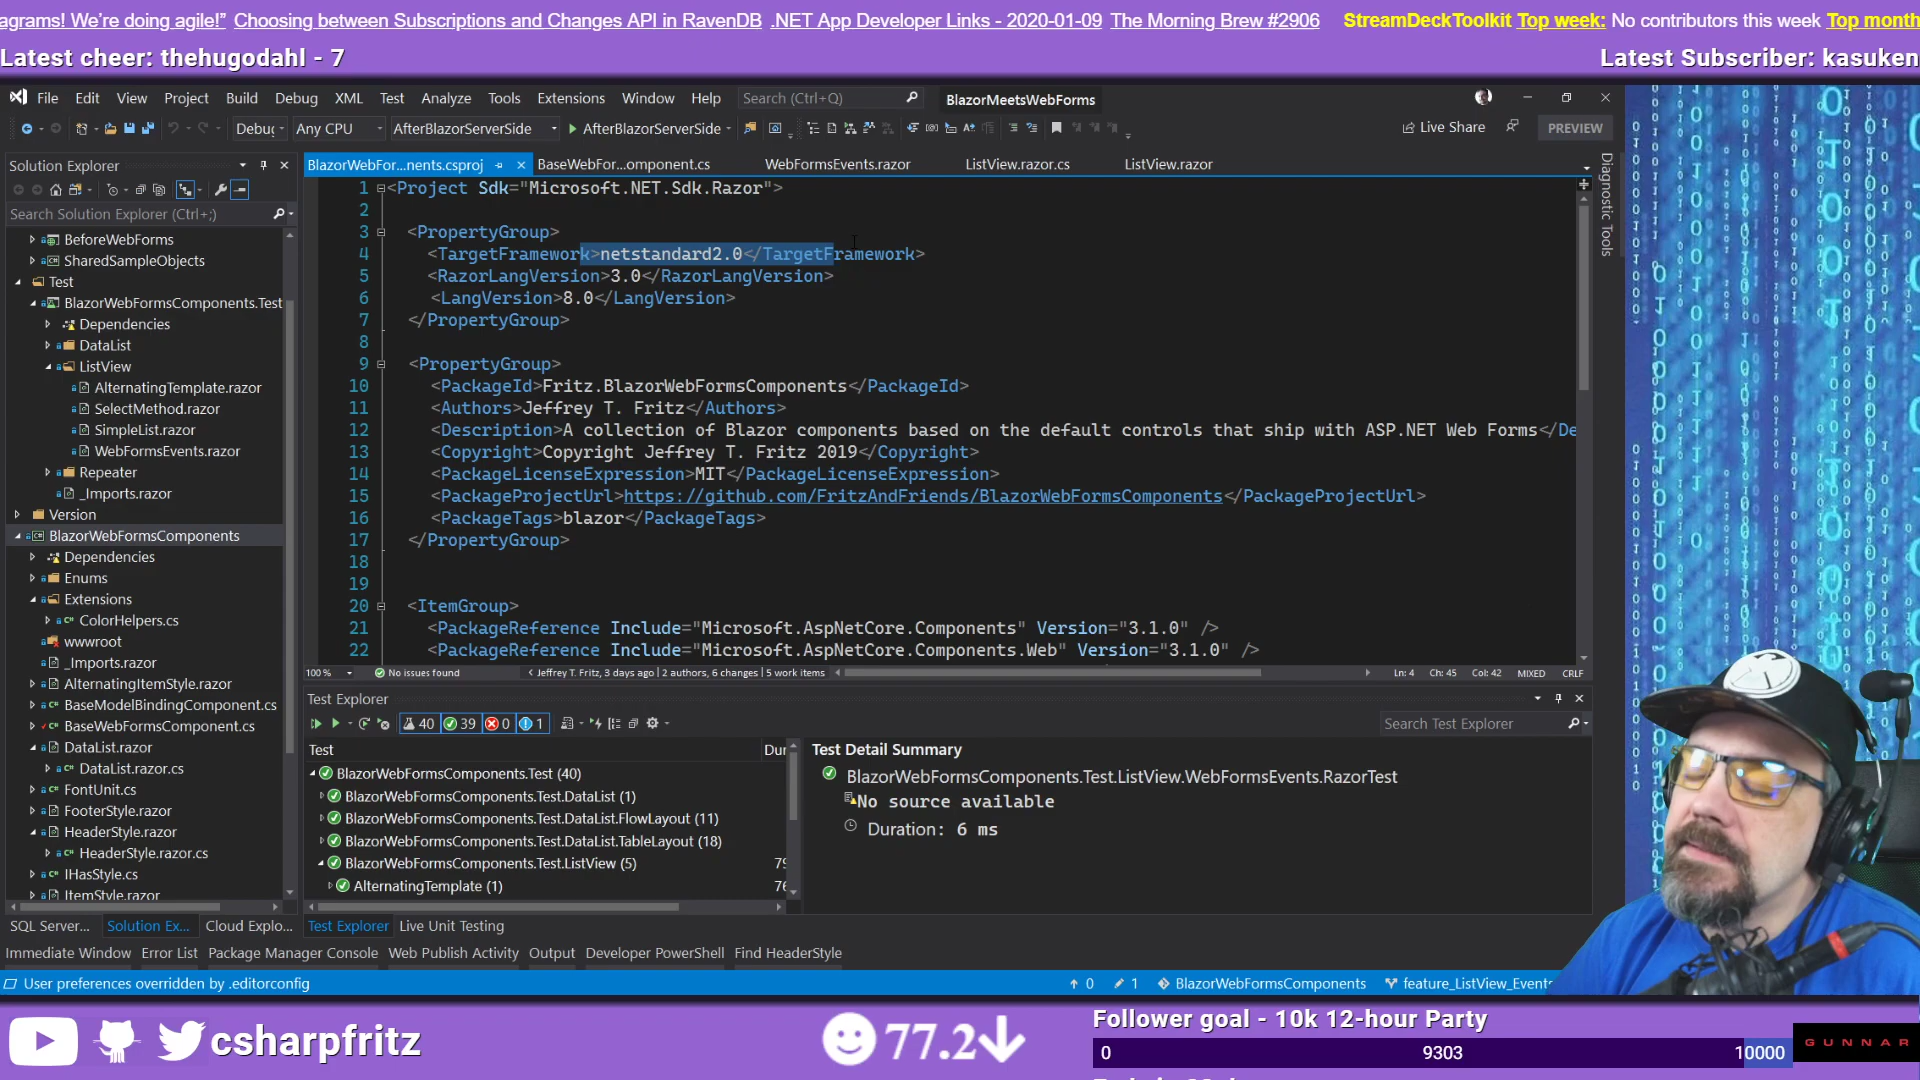 agrams! We're doing agile!" Choosing between Subscriptions and Changes API in RavenDB .NET App Developer Links - 2020-01-09 The Morning Brew #2906 StreamDeckToolkit Top week: No contributors this week Top month
Latest cheer: thehugodahl - 7
Latest Subscriber: kasuken
File Edit View Project Build Debug XML Test Analyze Tools Extensions Window Help Search (Ctrl+Q) BlazorMeetsWebForms
Debug Any CPU AfterBlazorServerSide AfterBlazorServerSide Live Share PREVIEW
Solution Explorer
Search Solution Explorer (Ctrl+;)
BeforeWebForms
SharedSampleObjects
Test
BlazorWebFormsComponents.Test
Dependencies
DataList
ListView
AlternatingTemplate.razor
SelectMethod.razor
SimpleList.razor
WebFormsEvents.razor
Repeater
_Imports.razor
Version
BlazorWebFormsComponents
Dependencies
Enums
Extensions
ColorHelpers.cs
wwwroot
_Imports.razor
AlternatingItemStyle.razor
BaseModelBindingComponent.cs
BaseWebFormsComponent.cs
DataList.razor
DataList.razor.cs
FontUnit.cs
FooterStyle.razor
HeaderStyle.razor
HeaderStyle.razor.cs
IHasStyle.cs
ItemStyle.razor
SQL Server... Solution Ex... Cloud Explo...
BlazorWebFor...nents.csproj BaseWebFor...omponent.cs WebFormsEvents.razor ListView.razor.cs ListView.razor
Diagnostic Tools
1 <Project Sdk="Microsoft.NET.Sdk.Razor">
2
3 <PropertyGroup>
4 <TargetFramework>netstandard2.0</TargetFramework>
5 <RazorLangVersion>3.0</RazorLangVersion>
6 <LangVersion>8.0</LangVersion>
7 </PropertyGroup>
8
9 <PropertyGroup>
10 <PackageId>Fritz.BlazorWebFormsComponents</PackageId>
11 <Authors>Jeffrey T. Fritz</Authors>
12 <Description>A collection of Blazor components based on the default controls that ship with ASP.NET Web Forms</De
13 <Copyright>Copyright Jeffrey T. Fritz 2019</Copyright>
14 <PackageLicenseExpression>MIT</PackageLicenseExpression>
15 <PackageProjectUrl>https://github.com/FritzAndFriends/BlazorWebFormsComponents</PackageProjectUrl>
16 <PackageTags>blazor</PackageTags>
17 </PropertyGroup>
18
19
20 <ItemGroup>
21 <PackageReference Include="Microsoft.AspNetCore.Components" Version="3.1.0" />
22 <PackageReference Include="Microsoft.AspNetCore.Components.Web" Version="3.1.0" />
100 % No issues found Jeffrey T. Fritz, 3 days ago | 2 authors, 6 changes | 5 work items Ln: 4 Ch: 45 Col: 42 MIXED CRLF
Test Explorer
40 39 0 1 Search Test Explorer
Test Dur
BlazorWebFormsComponents.Test (40)
BlazorWebFormsComponents.Test.DataList (1)
BlazorWebFormsComponents.Test.DataList.FlowLayout (11)
BlazorWebFormsComponents.Test.DataList.TableLayout (18)
BlazorWebFormsComponents.Test.ListView (5) 79
AlternatingTemplate (1) 76
Test Detail Summary
BlazorWebFormsComponents.Test.ListView.WebFormsEvents.RazorTest
No source available
Duration: 6 ms
Test Explorer Live Unit Testing
Immediate Window Error List Package Manager Console Web Publish Activity Output Developer PowerShell Find HeaderStyle
User preferences overridden by .editorconfig 0 1 BlazorWebFormsComponents feature_ListView_Events
csharpfritz
77.2
Follower goal - 10k 12-hour Party
0 9303 10000
GUNNAR